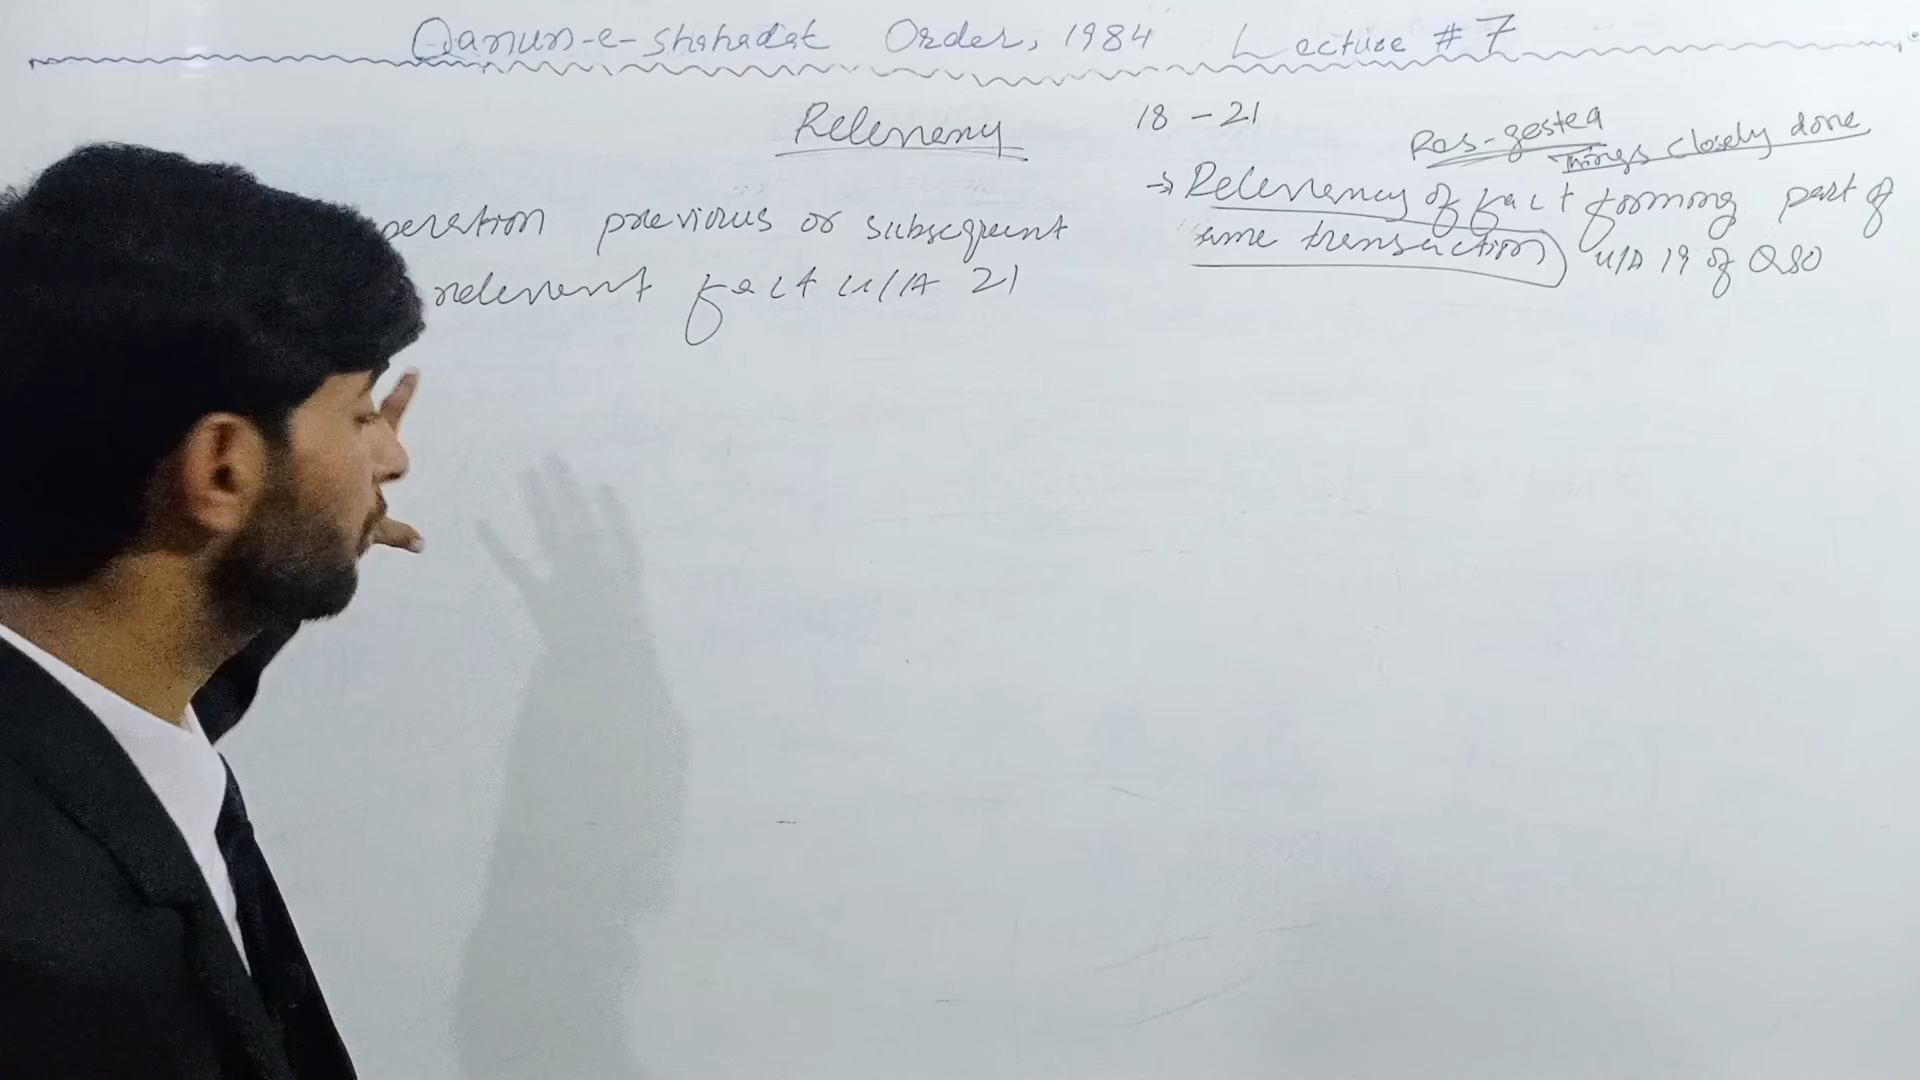 Qanun-e-Shahadat Order, 1984 Lecture # 7
Relevency 18 - 21
peration previous or subsequent
relevent fact u/A 21
Res-gestea
Things closely done
→ Relevency of fact forming part of
same transaction u/A 19 of QSO